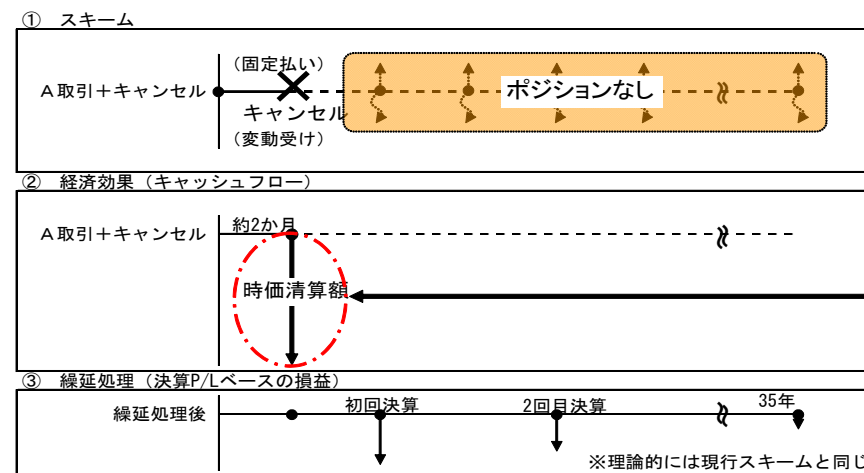 ① スキーム
(固定払い)
A取引+キャンセル
ポジションなし
キャンセル
(変動受け)
② 経済効果(キャッシュフロー)
約2か月
A取引+キャンセル
時価清算額
③ 繰延処理(決算P/Lベースの損益)
初回決算 2回目決算 35年
繰延処理後
※理論的には現行スキームと同じ